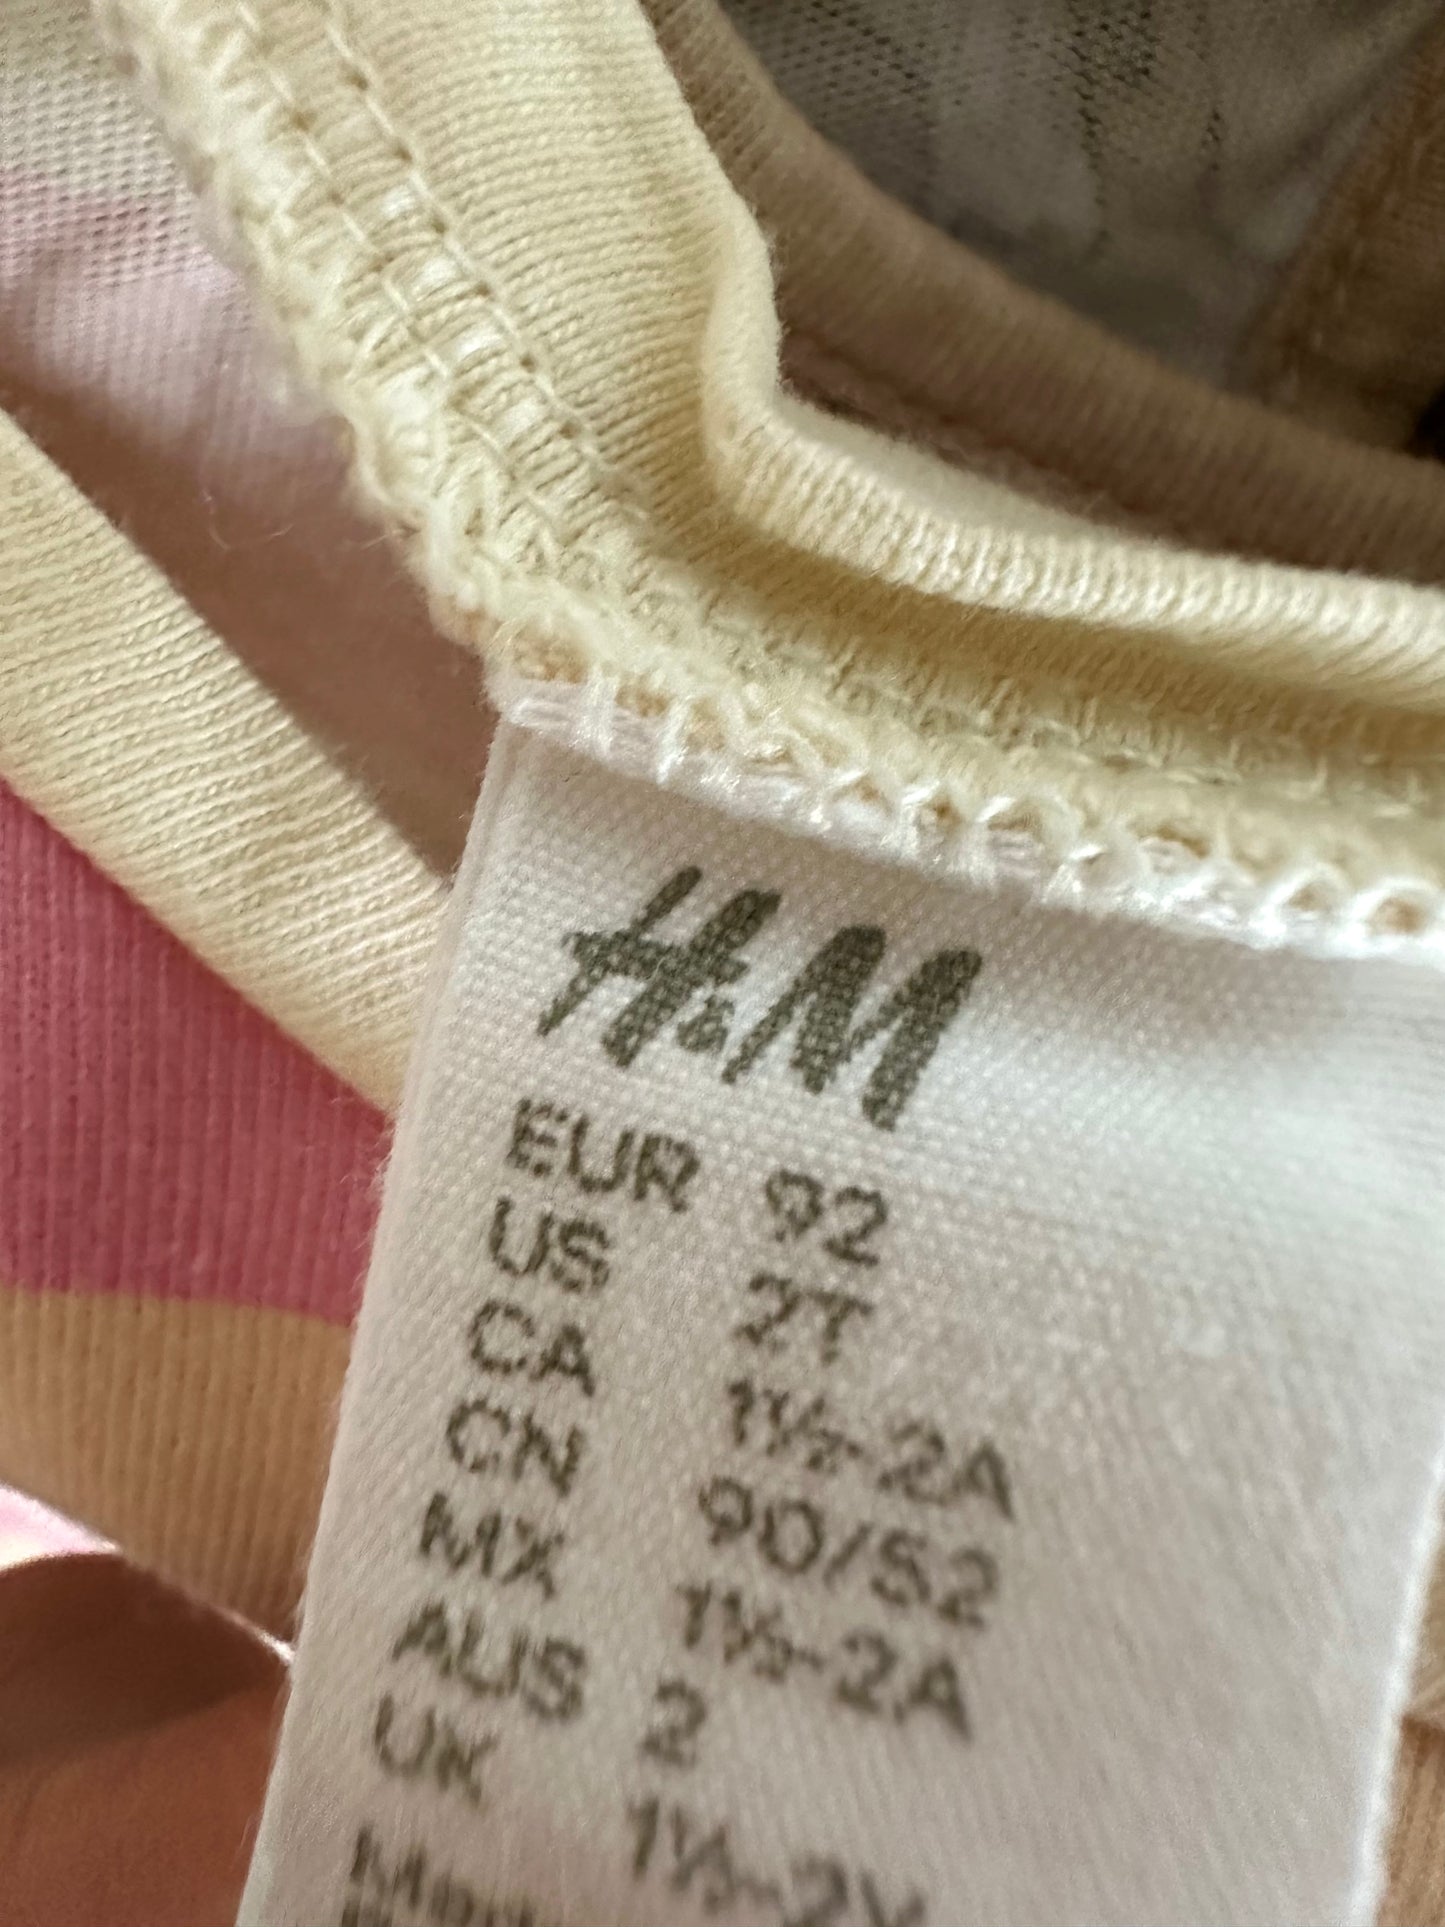 H&M
EUR 92
US 2T
CA 1½-2A
CN 90/52
MX 1½-2A
AUS 2
UK 1½-2Y